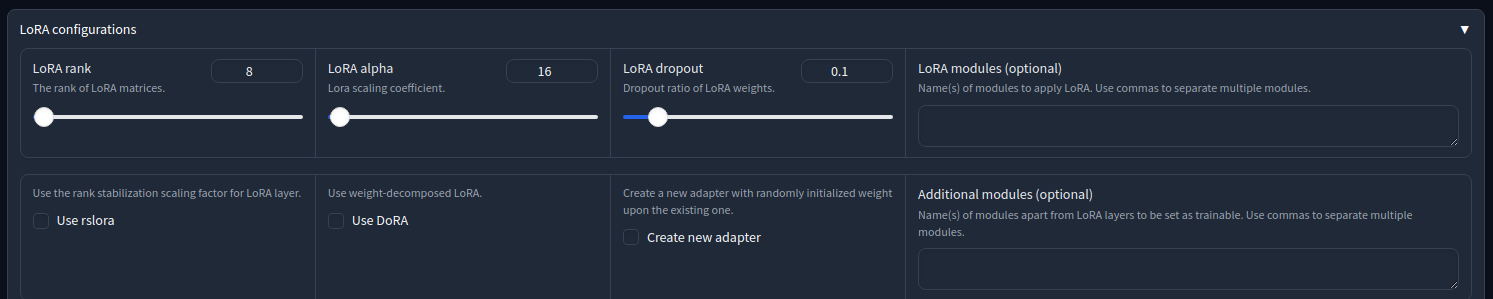 LoRA configurations
▼
LoRA rank
8
The rank of LoRA matrices.
LoRA alpha
16
Lora scaling coefficient.
LoRA dropout
0.1
Dropout ratio of LoRA weights.
LoRA modules (optional)
Name(s) of modules to apply LoRA. Use commas to separate multiple modules.
Use the rank stabilization scaling factor for LoRA layer.
Use rslora
Use weight-decomposed LoRA.
Use DoRA
Create a new adapter with randomly initialized weight
upon the existing one.
Create new adapter
Additional modules (optional)
Name(s) of modules apart from LoRA layers to be set as trainable. Use commas to separate multiple
modules.